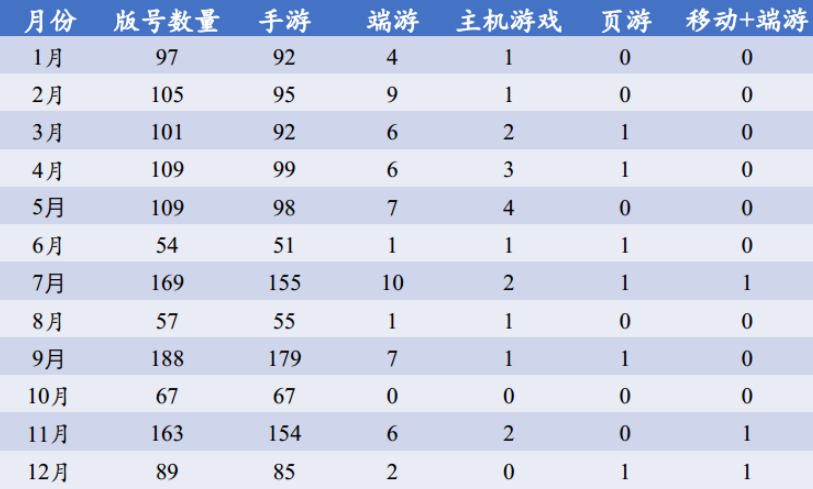 月份 版号数量 手游 端游 主机游戏 页游 移动+端游
1月 97 92 4 1 0 0
2月 105 95 9 1 0 0
3月 101 92 6 2 1 0
4月 109 99 6 3 1 0
5月 109 98 7 4 0 0
6月 54 51 1 1 1 0
7月 169 155 10 2 1 1
8月 57 55 1 1 0 0
9月 188 179 7 1 1 0
10月 67 67 0 0 0 0
11月 163 154 6 2 0 1
12月 89 85 2 0 1 1